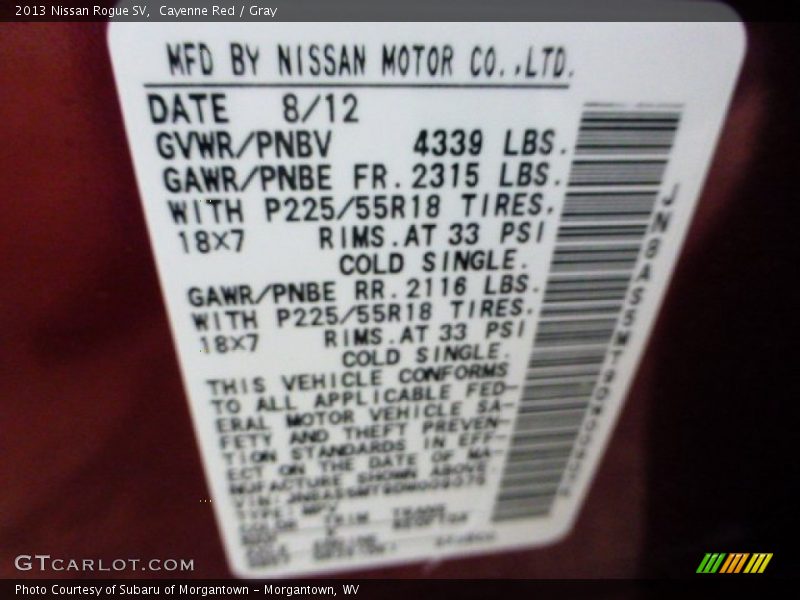 2013 Nissan Rogue SV,  Cayenne Red / Gray
MFD BY NISSAN MOTOR CO.,LTD.
DATE 8/12
GVWR/PNBV 4339 LBS.
GAWR/PNBE FR. 2315 LBS.
WITH P225/55R18 TIRES.
18X7 RIMS.AT 33 PSI
COLD SINGLE.
GAWR/PNBE RR. 2116 LBS.
WITH P225/55R18 TIRES.
18X7 RIMS.AT 33 PSI
COLD SINGLE.
THIS VEHICLE CONFORMS
TO ALL APPLICABLE FED-
ERAL MOTOR VEHICLE SA-
FETY AND THEFT PREVEN-
TION STANDARDS IN EFF-
ECT ON THE DATE OF MA-
NUFACTURE SHOWN ABOVE.
TYPE: MPV
GTCARLOT.COM
Photo Courtesy of Subaru of Morgantown - Morgantown, WV